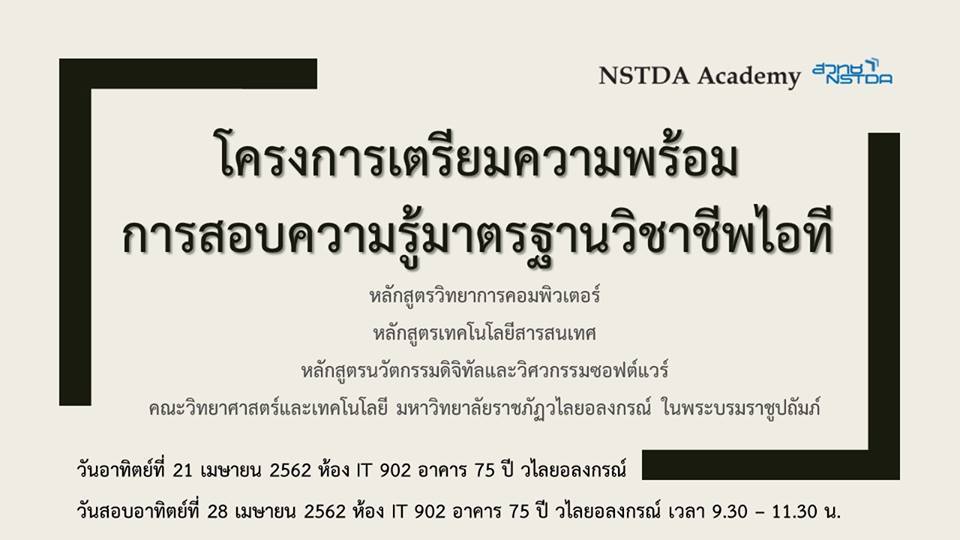 NSTDA Academy สวทช NSTDA
โครงการเตรียมความพร้อม
การสอบความรู้มาตรฐานวิชาชีพไอที
หลักสูตรวิทยาการคอมพิวเตอร์
หลักสูตรเทคโนโลยีสารสนเทศ
หลักสูตรนวัตกรรมดิจิทัลและวิศวกรรมซอฟต์แวร์
คณะวิทยาศาสตร์และเทคโนโลยี มหาวิทยาลัยราชภัฏวไลยอลงกรณ์ ในพระบรมราชูปถัมภ์
วันอาทิตย์ที่ 21 เมษายน 2562 ห้อง IT 902 อาคาร 75 ปี วไลยอลงกรณ์
วันสอบอาทิตย์ที่ 28 เมษายน 2562 ห้อง IT 902 อาคาร 75 ปี วไลยอลงกรณ์ เวลา 9.30 – 11.30 น.